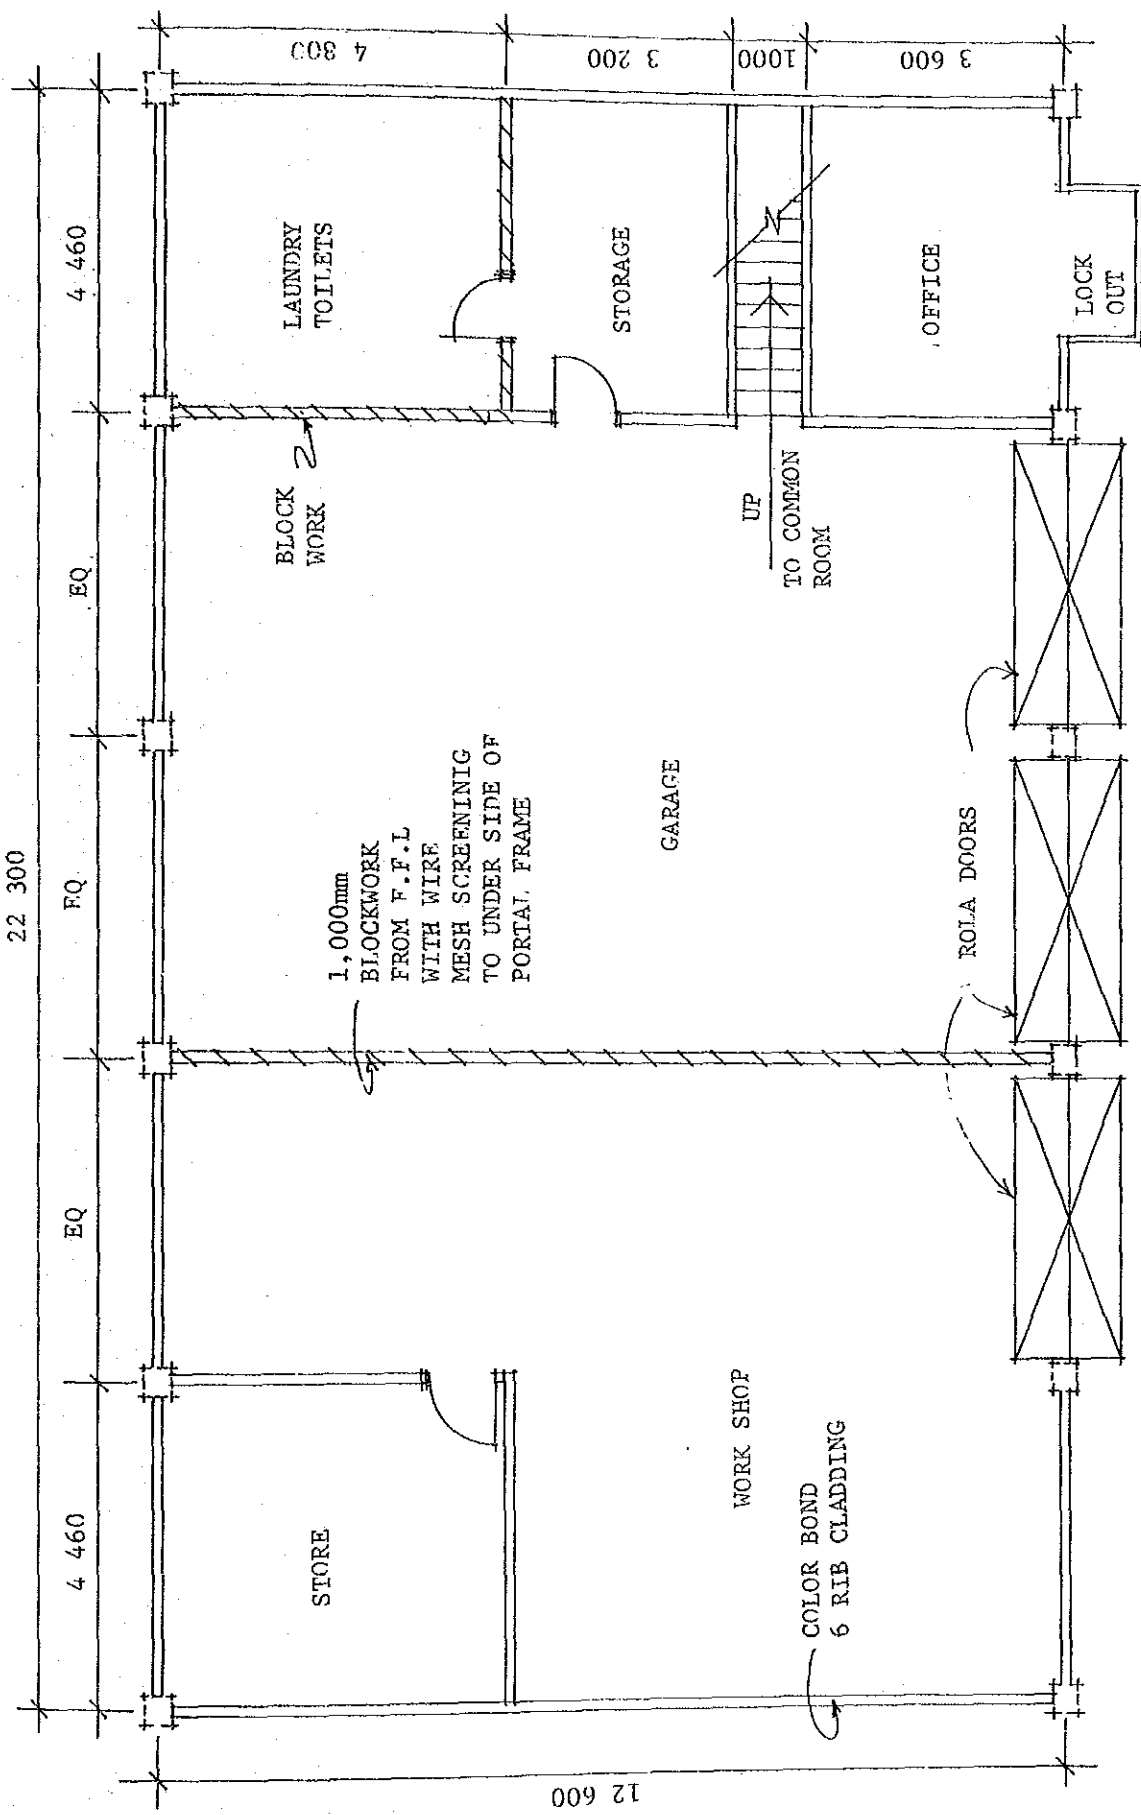 22 300
4 460
EQ
EQ
EQ
4 460
12 600
4 800
3 200
1000
3 600
STORE
LAUNDRY
TOILETS
BLOCK
WORK
1,000mm
BLOCKWORK
FROM F.F.L
WITH WIRE
MESH SCREENINIG
TO UNDER SIDE OF
PORTAL FRAME
STORAGE
GARAGE
UP
TO COMMON
ROOM
WORK SHOP
COLOR BOND
6 RIB CLADDING
OFFICE
ROLA DOORS
LOCK
OUT